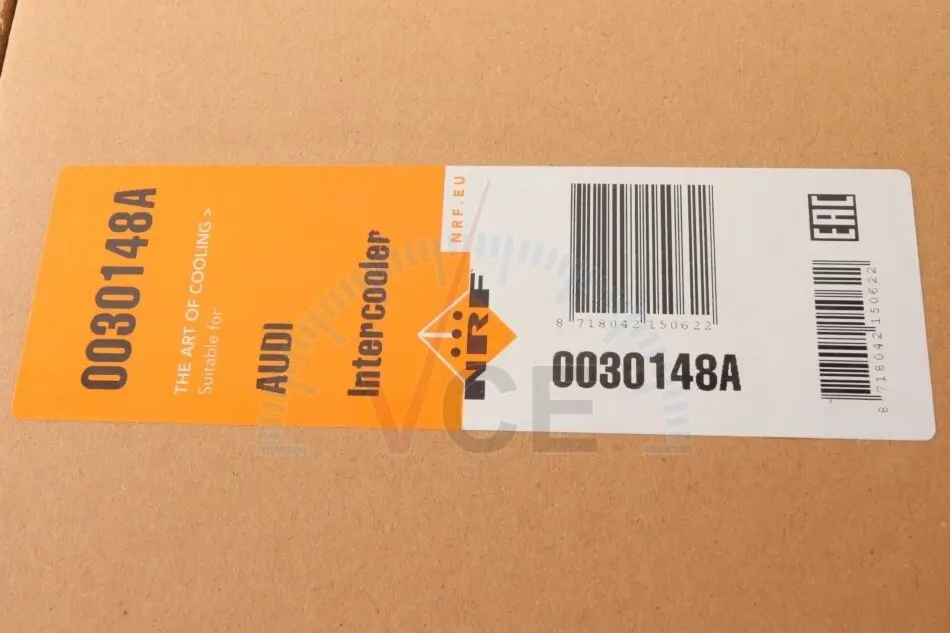 0030148A
THE ART OF COOLING >
Suitable for
AUDI
Intercooler
NRF.EU
NRF
8 718042 150622
0030148A
EAC
8 718042 150622
VCE